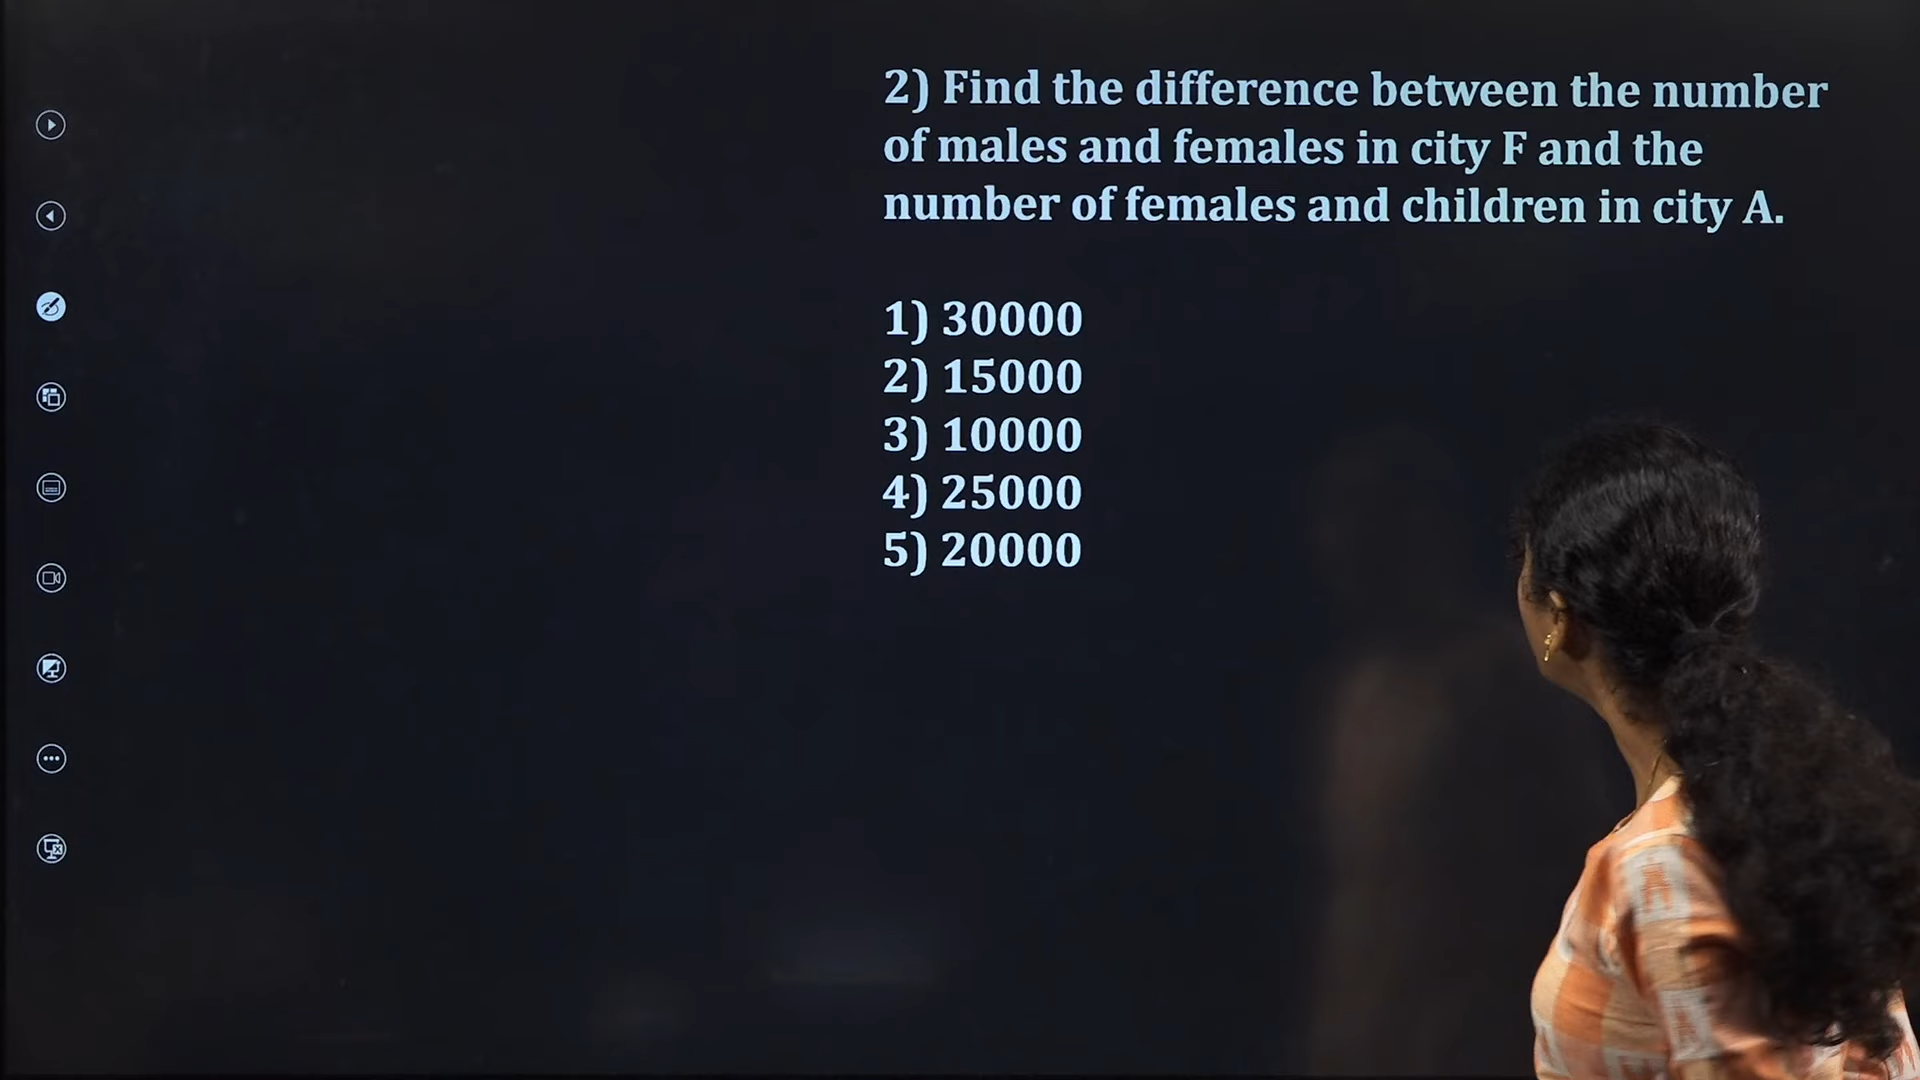 2) Find the difference between the number
of males and females in city F and the
number of females and children in city A.
1) 30000
2) 15000
3) 10000
4) 25000
5) 20000